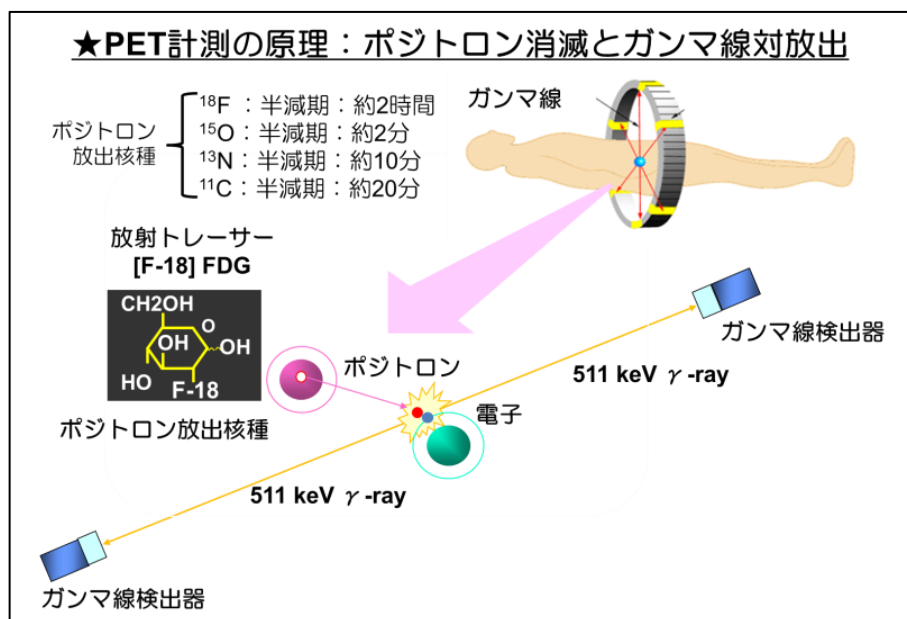 ★PET計測の原理：ポジトロン消滅とガンマ線対放出
ポジトロン
放出核種
¹⁸F ：半減期：約2時間
¹⁵O ：半減期：約2分
¹³N ：半減期：約10分
¹¹C ：半減期：約20分
ガンマ線
放射トレーサー
[F-18] FDG
CH2OH
O
OH
OH
HO
F-18
ポジトロン放出核種
ポジトロン
電子
ガンマ線検出器
511 keV γ-ray
511 keV γ-ray
ガンマ線検出器